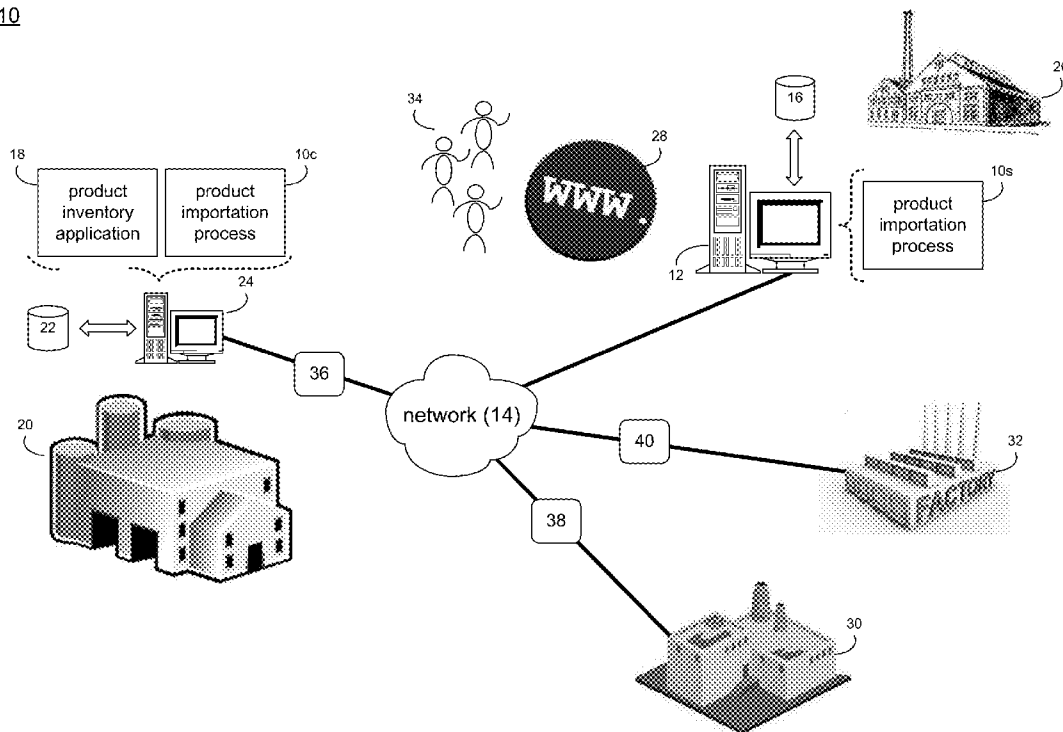 10
34
28
16
26
18
product
inventory
application
10c
product
importation
process
WWW.
12
10s
product
importation
process
22
24
36
network (14)
20
40
32
FACTORY
38
30